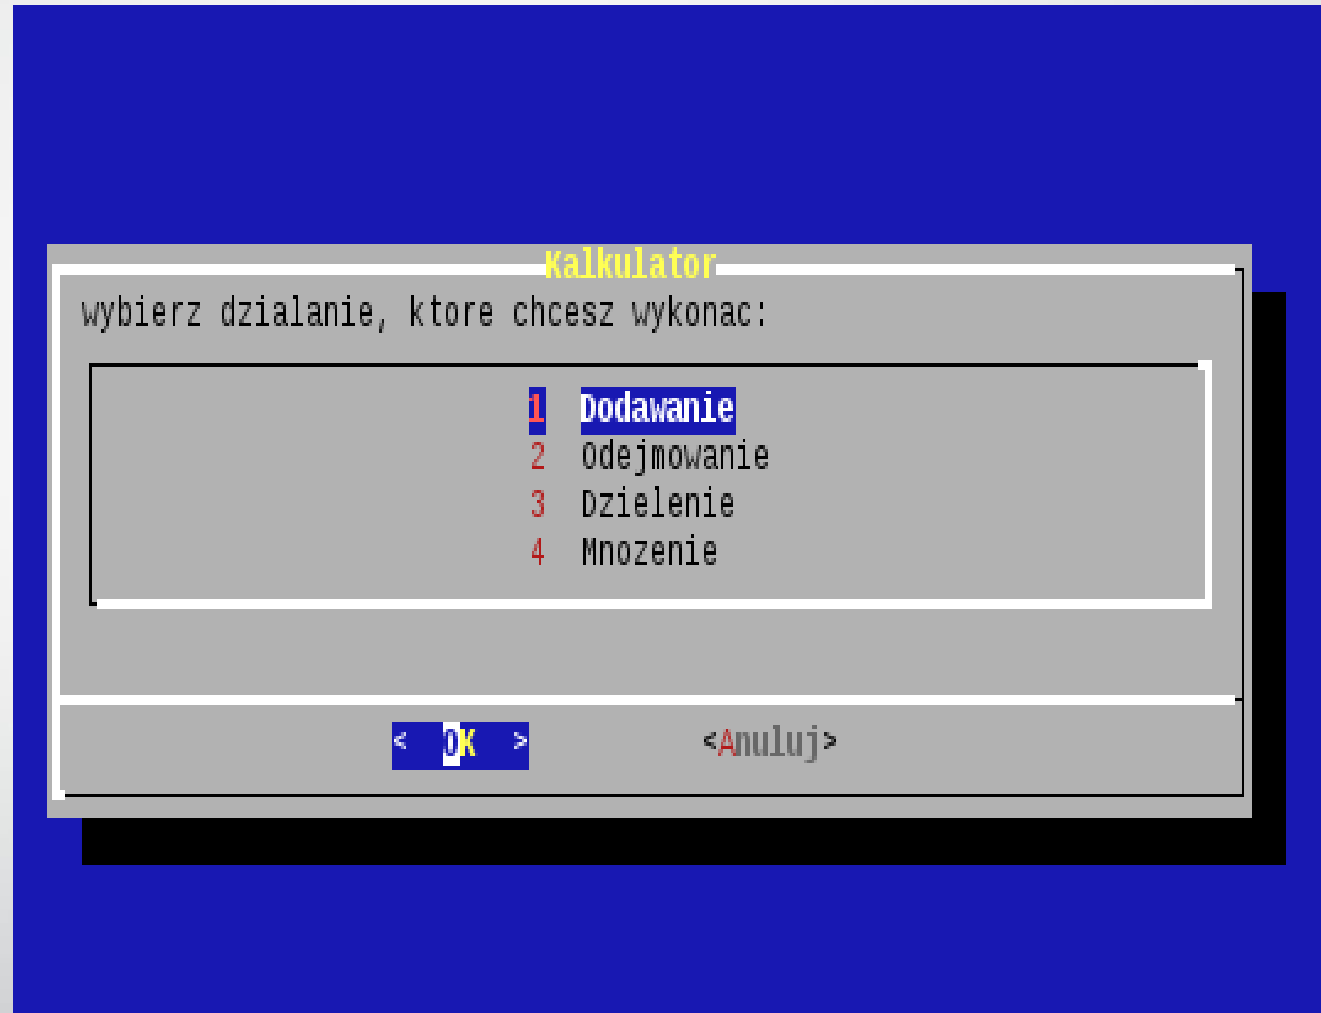 Kalkulator
wybierz dzialanie, ktore chcesz wykonac:
1 Dodawanie
2 Odejmowanie
3 Dzielenie
4 Mnozenie
< OK > <Anuluj>